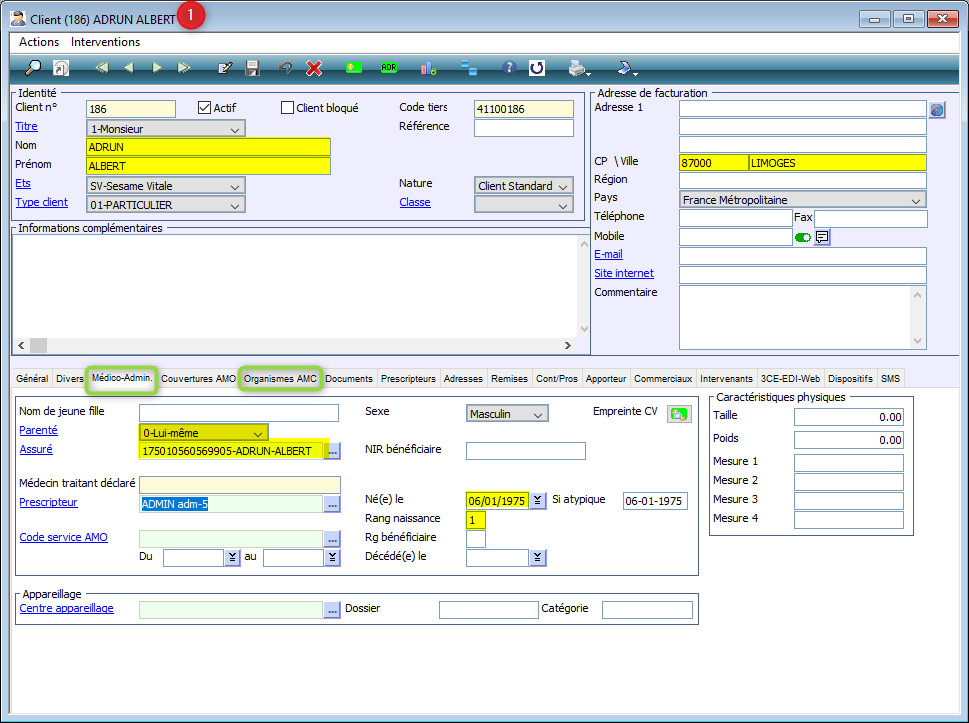 Client (186) ADRUN ALBERT 1
Actions Interventions
ADR
Identité
Client n° 186 Actif Client bloqué Code tiers 41100186
Titre 1-Monsieur Référence
Nom ADRUN
Prénom ALBERT
Ets SV-Sesame Vitale Nature Client Standard
Type client 01-PARTICULIER Classe
Informations complémentaires
Adresse de facturation
Adresse 1
CP \ Ville 87000 LIMOGES
Région
Pays France Métropolitaine
Téléphone Fax
Mobile
E-mail
Site internet
Commentaire
Général Divers Médico-Admin. Couvertures AMO Organismes AMC Documents Prescripteurs Adresses Remises Cont/Pros Apporteur Commerciaux Intervenants 3CE-EDI-Web Dispositifs SMS
Nom de jeune fille Sexe Masculin Empreinte CV
Parenté 0-Lui-même
Assuré 175010560569905-ADRUN-ALBERT ... NIR bénéficiaire
Médecin traitant déclaré
Prescripteur ADMIN adm-5 ... Né(e) le 06/01/1975 Si atypique 06-01-1975
Rang naissance 1
Code service AMO ... Rg bénéficiaire
Du au Décédé(e) le
Caractéristiques physiques
Taille 0.00
Poids 0.00
Mesure 1
Mesure 2
Mesure 3
Mesure 4
Appareillage
Centre appareillage ... Dossier Catégorie